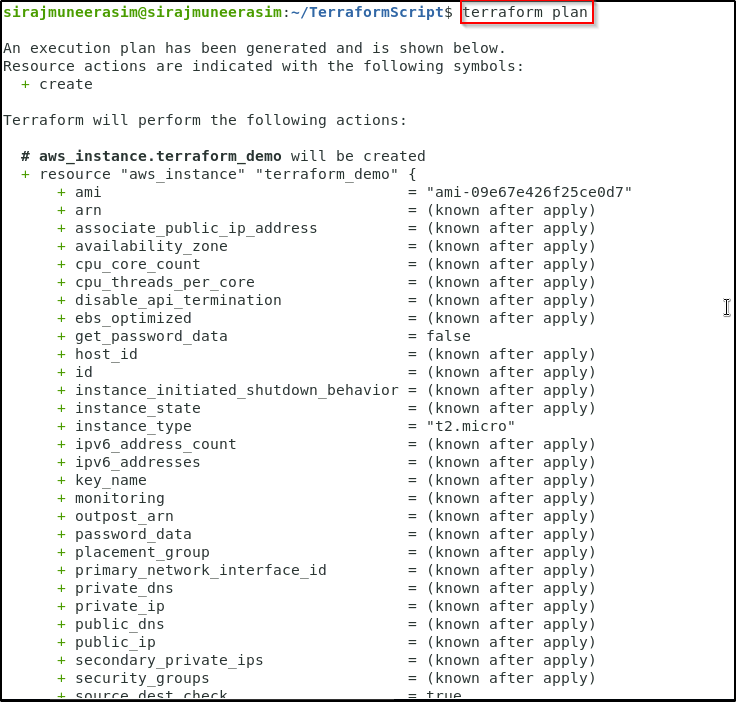 sirajmuneerasim@sirajmuneerasim:~/TerraformScript$ terraform plan
An execution plan has been generated and is shown below.
Resource actions are indicated with the following symbols:
  + create
Terraform will perform the following actions:
  # aws_instance.terraform_demo will be created
  + resource "aws_instance" "terraform_demo" {
      + ami                                  = "ami-09e67e426f25ce0d7"
      + arn                                  = (known after apply)
      + associate_public_ip_address          = (known after apply)
      + availability_zone                    = (known after apply)
      + cpu_core_count                       = (known after apply)
      + cpu_threads_per_core                 = (known after apply)
      + disable_api_termination              = (known after apply)
      + ebs_optimized                        = (known after apply)
      + get_password_data                    = false
      + host_id                              = (known after apply)
      + id                                   = (known after apply)
      + instance_initiated_shutdown_behavior = (known after apply)
      + instance_state                       = (known after apply)
      + instance_type                        = "t2.micro"
      + ipv6_address_count                   = (known after apply)
      + ipv6_addresses                       = (known after apply)
      + key_name                             = (known after apply)
      + monitoring                           = (known after apply)
      + outpost_arn                          = (known after apply)
      + password_data                        = (known after apply)
      + placement_group                      = (known after apply)
      + primary_network_interface_id         = (known after apply)
      + private_dns                          = (known after apply)
      + private_ip                           = (known after apply)
      + public_dns                           = (known after apply)
      + public_ip                            = (known after apply)
      + secondary_private_ips                = (known after apply)
      + security_groups                      = (known after apply)
      + source_dest_check                    = true